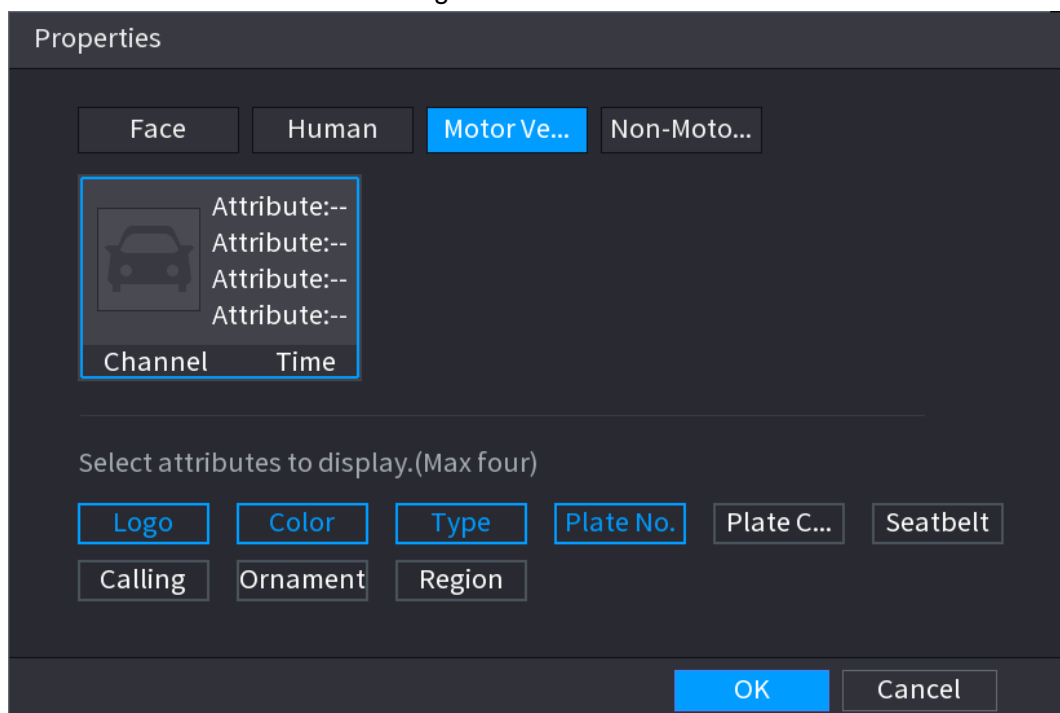 Properties
Face Human Motor Ve... Non-Moto...
Attribute:--
Attribute:--
Attribute:--
Attribute:--
Channel Time
Select attributes to display.(Max four)
Logo Color Type Plate No. Plate C... Seatbelt
Calling Ornament Region
OK Cancel